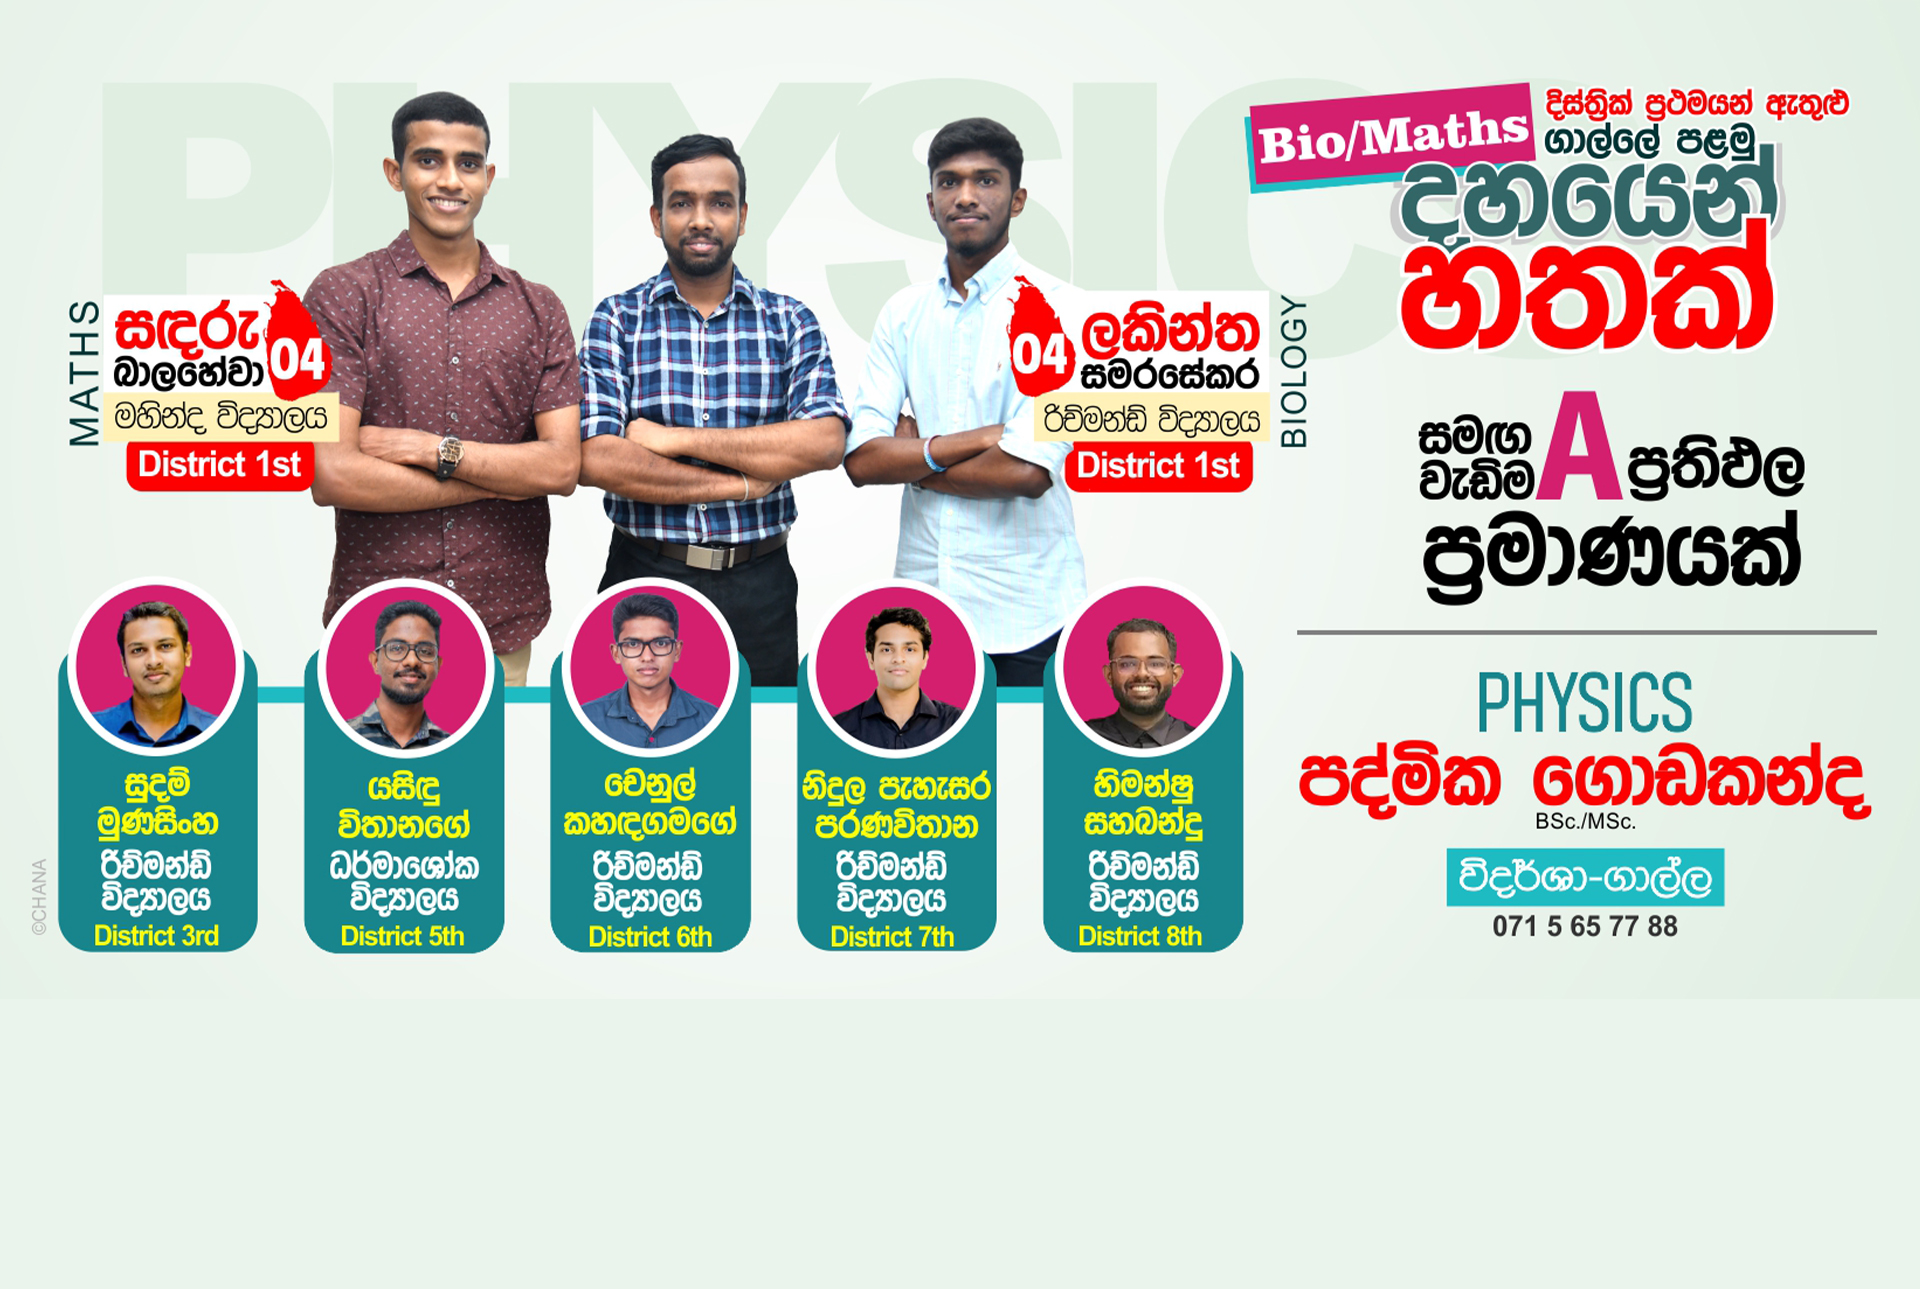 PHYSICS
Bio/Maths
දිස්ත්‍රික් ප්‍රථමයන් ඇතුළු
ගාල්ලේ පළමු
දහයෙන්
හතක්
සමඟ
වැඩිම
A ප්‍රතිඵල
ප්‍රමාණයක්
MATHS
සඳරු
බාලහේවා
04
මහින්ද විද්‍යාලය
District 1st
BIOLOGY
04
ලකින්ත
සමරසේකර
රිච්මන්ඩ් විද්‍යාලය
District 1st
සුදම්
මුණසිංහ
රිච්මන්ඩ්
විද්‍යාලය
District 3rd
යසිඳු
විතානගේ
ධර්මාශෝක
විද්‍යාලය
District 5th
චෙනුල්
කහඳගමගේ
රිච්මන්ඩ්
විද්‍යාලය
District 6th
නිදුල පැහැසර
පරණවිතාන
රිච්මන්ඩ්
විද්‍යාලය
District 7th
හිමන්ෂු
සහබන්දු
රිච්මන්ඩ්
විද්‍යාලය
District 8th
PHYSICS
පද්මික ගොඩකන්ද
BSc./MSc.
විදර්ශා-ගාල්ල
071 5 65 77 88
©CHANA